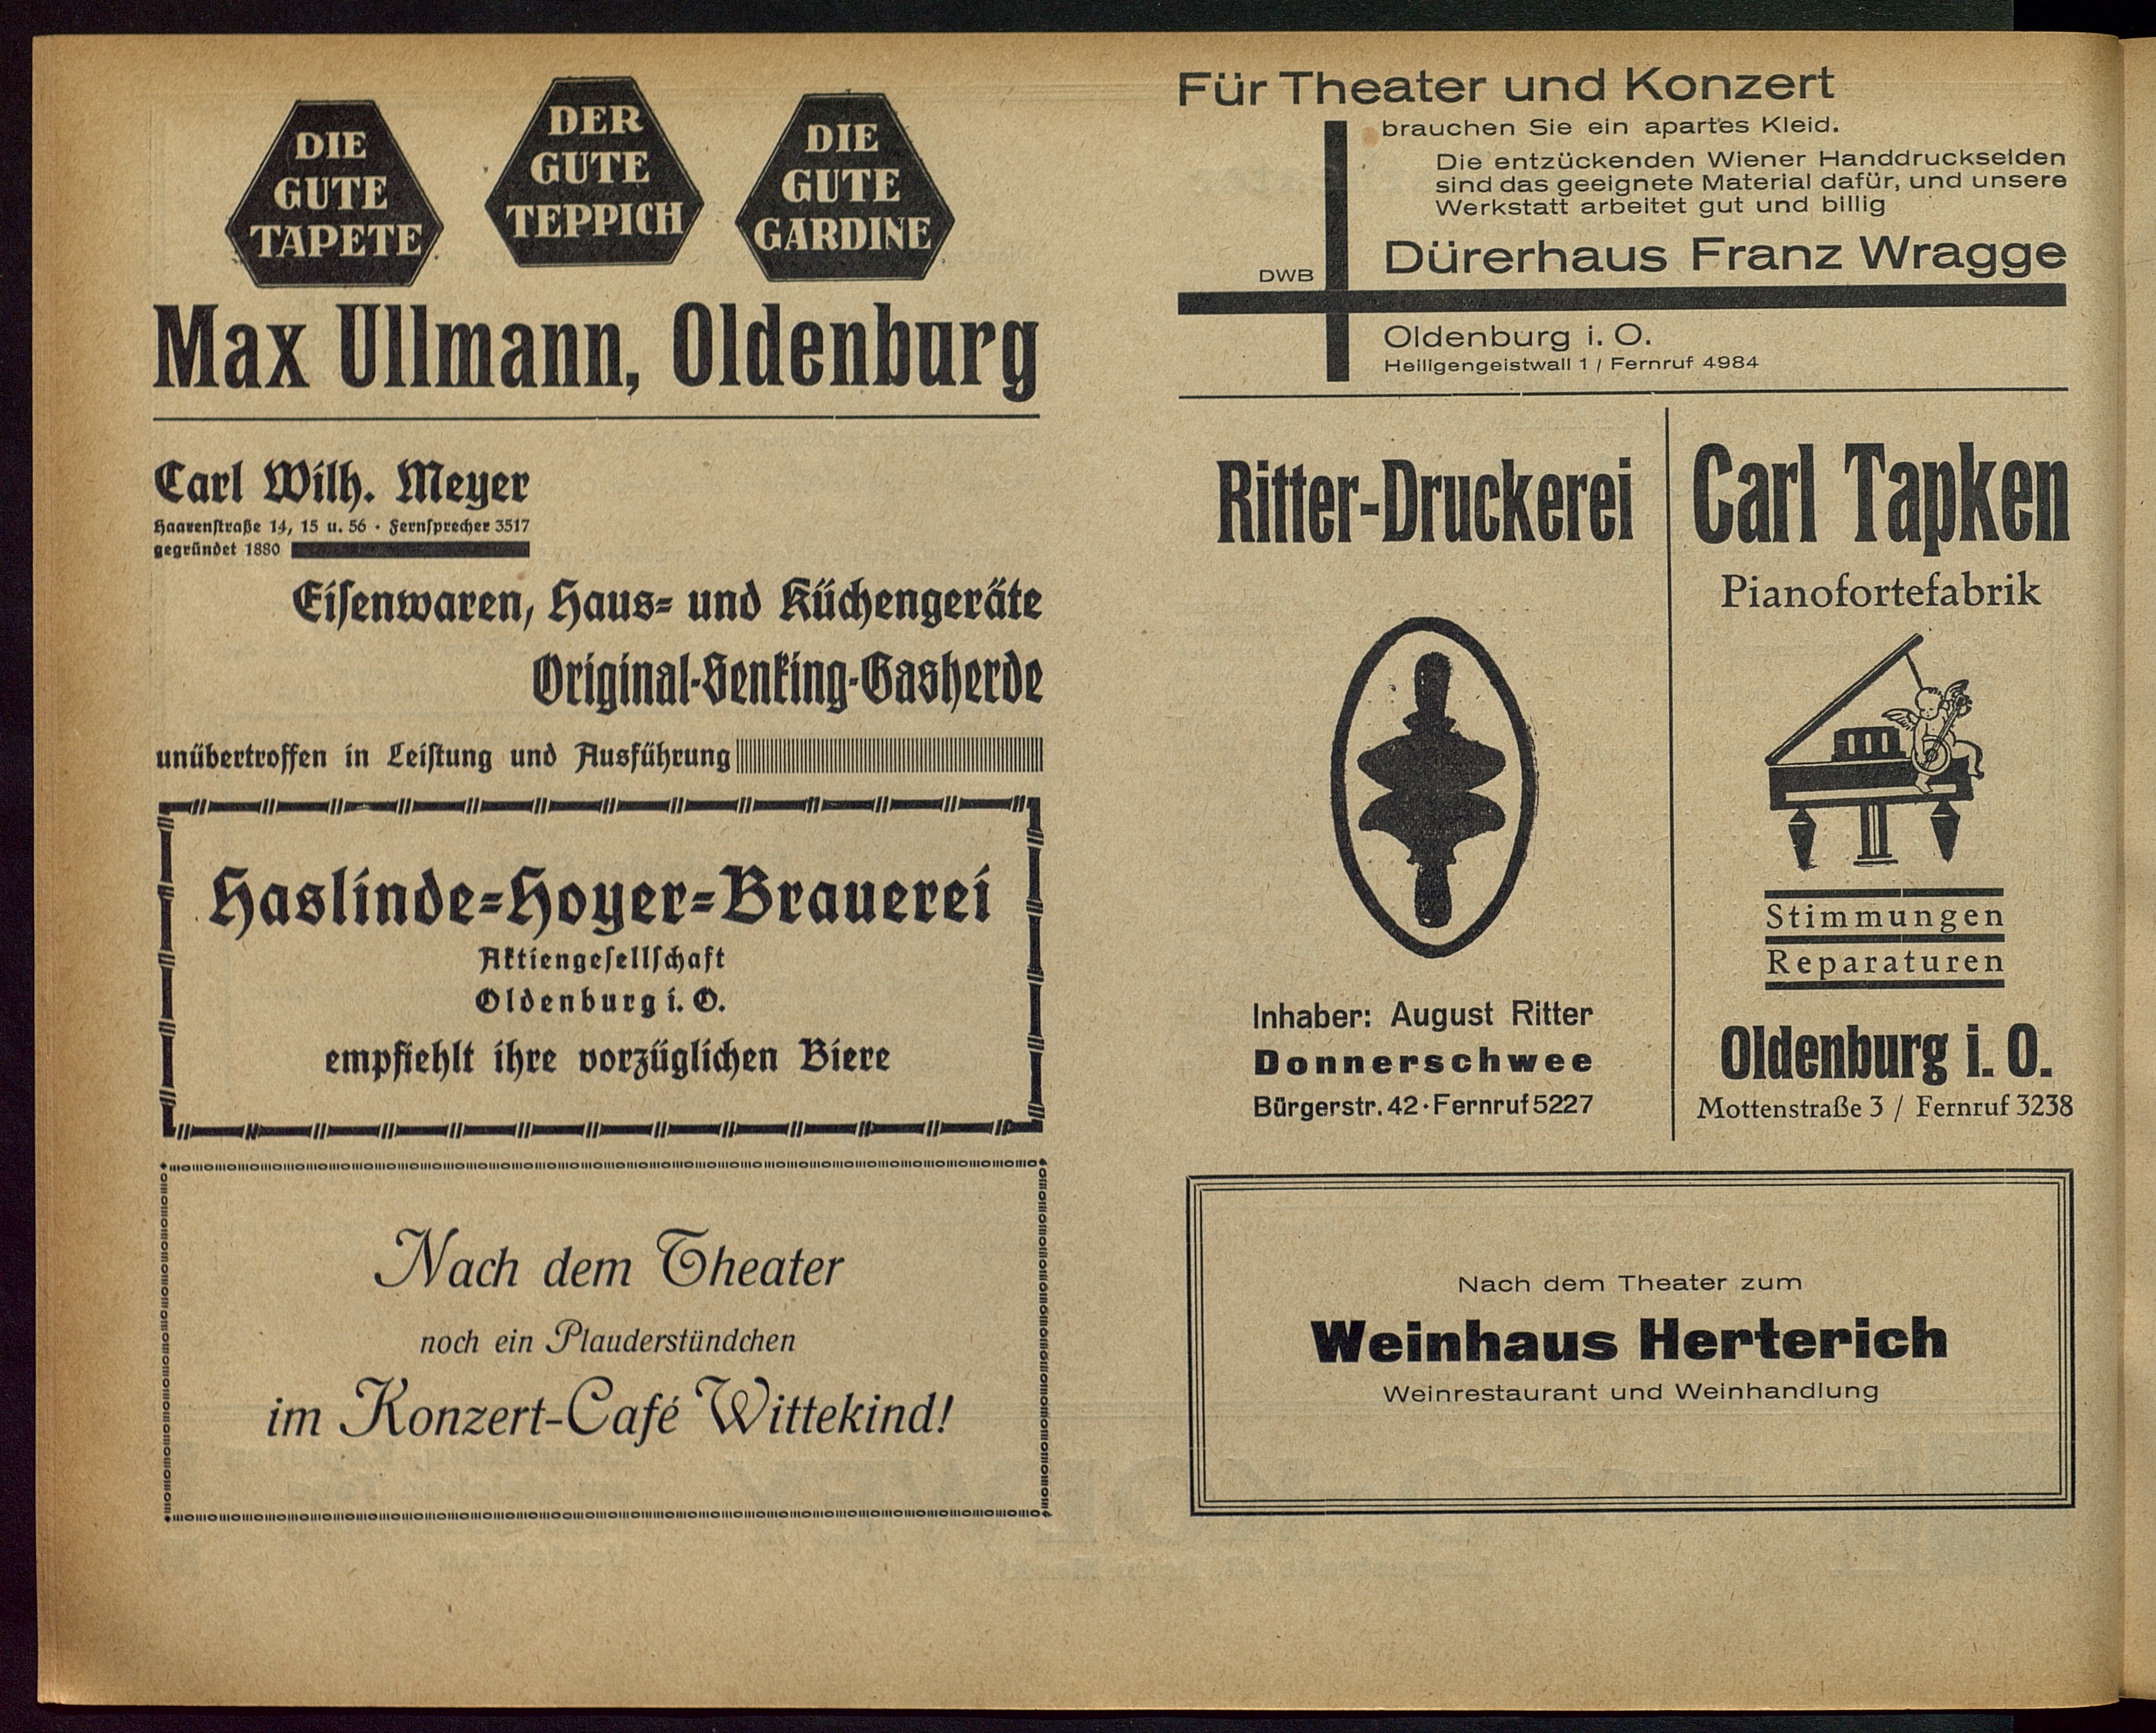 DIE
GUTE
TAPETE
DER
GUTE
TEPPICH
DIE
GUTE
GARDINE
Max Ullmann, Oldenburg
Carl Wilh. Meyer
Haarenſtraße 14, 15 u. 56 · Fernſprecher 3517
gegründet 1880
Eiſenwaren, Haus- und Küchengeräte
Original-Senking-Gasherde
unübertroffen in Leiſtung und Ausführung
Haslinde-Hoyer-Brauerei
Aktiengeſellſchaft
Oldenburg i. O.
empfiehlt ihre vorzüglichen Biere
Nach dem Theater
noch ein Plauderstündchen
im Konzert-Café Wittekind!
Für Theater und Konzert
brauchen Sie ein apartes Kleid.
Die entzückenden Wiener Handdruckseiden
sind das geeignete Material dafür, und unsere
Werkstatt arbeitet gut und billig
DWB
Dürerhaus Franz Wragge
Oldenburg i. O.
Heiligengeistwall 1 / Fernruf 4984
Ritter-Druckerei
Inhaber: August Ritter
Donnerschwee
Bürgerstr. 42 · Fernruf 5227
Carl Tapken
Pianofortefabrik
Stimmungen
Reparaturen
Oldenburg i. O.
Mottenstraße 3 / Fernruf 3238
Nach dem Theater zum
Weinhaus Herterich
Weinrestaurant und Weinhandlung